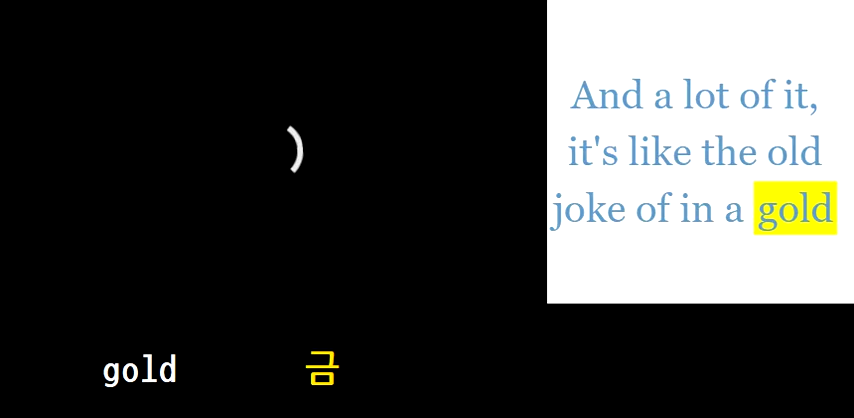 And a lot of it,
it's like the old
joke of in a gold
gold 금